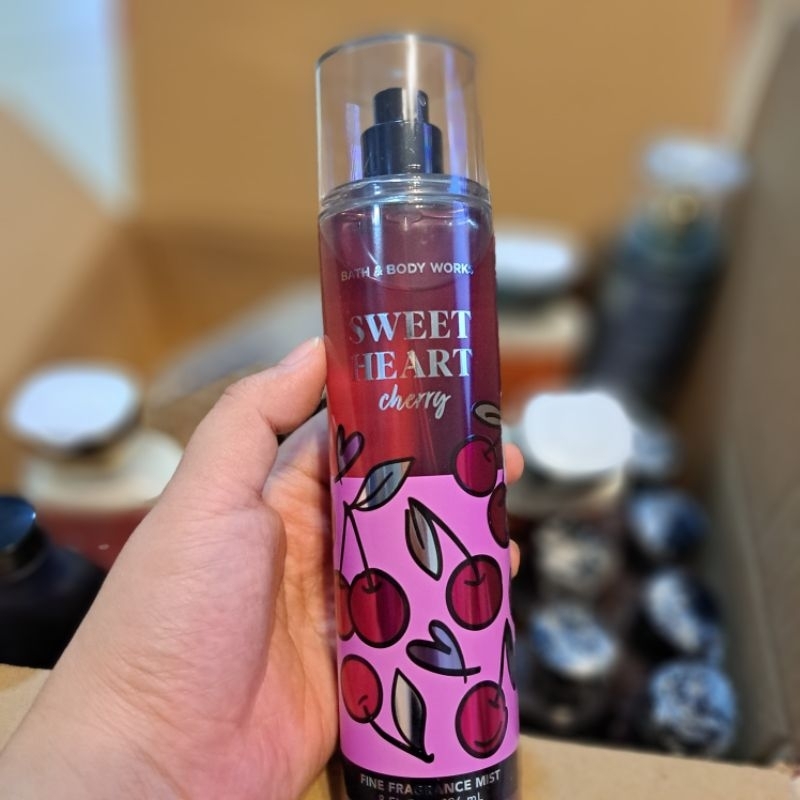 BATH & BODY WORKS
SWEET
HEART
cherry
FINE FRAGRANCE MIST